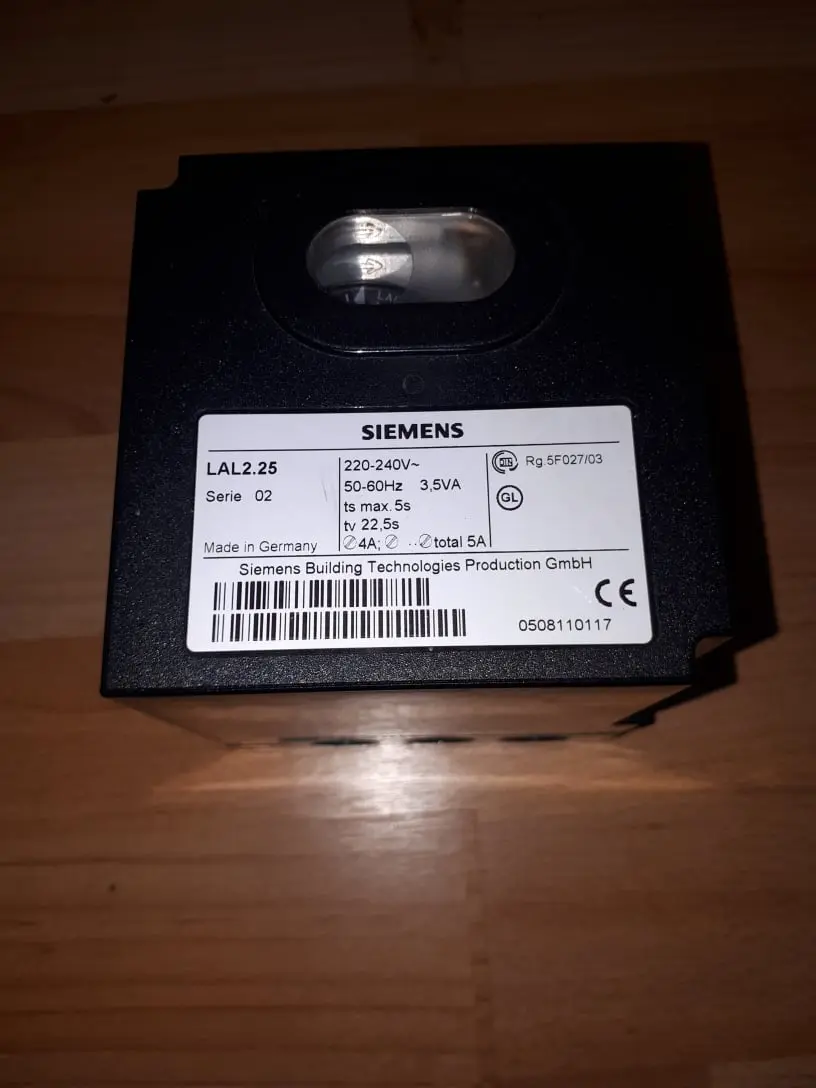 SIEMENS
LAL2.25
Serie 02
Made in Germany
220-240V~
50-60Hz 3,5VA
ts max. 5s
tv 22,5s
4A; .. total 5A
DIN Rg.5F027/03
GL
Siemens Building Technologies Production GmbH
CE
0508110117